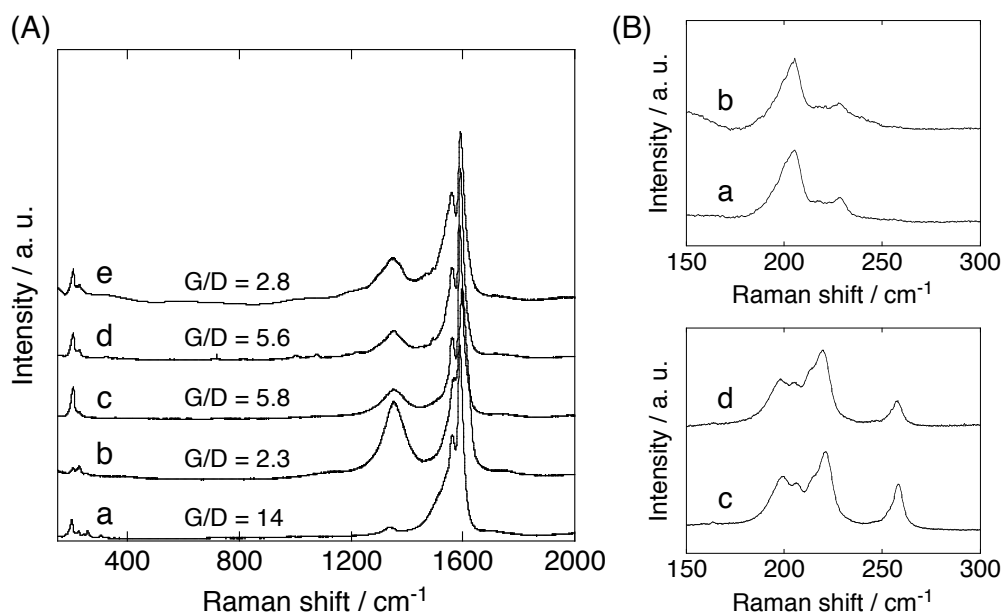 (A)
Intensity / a. u.
e G/D = 2.8
d G/D = 5.6
c G/D = 5.8
b G/D = 2.3
a G/D = 14
400 800 1200 1600 2000
Raman shift / cm-1
(B)
Intensity / a. u.
b
a
150 200 250 300
Raman shift / cm-1
Intensity / a. u.
d
c
150 200 250 300
Raman shift / cm-1